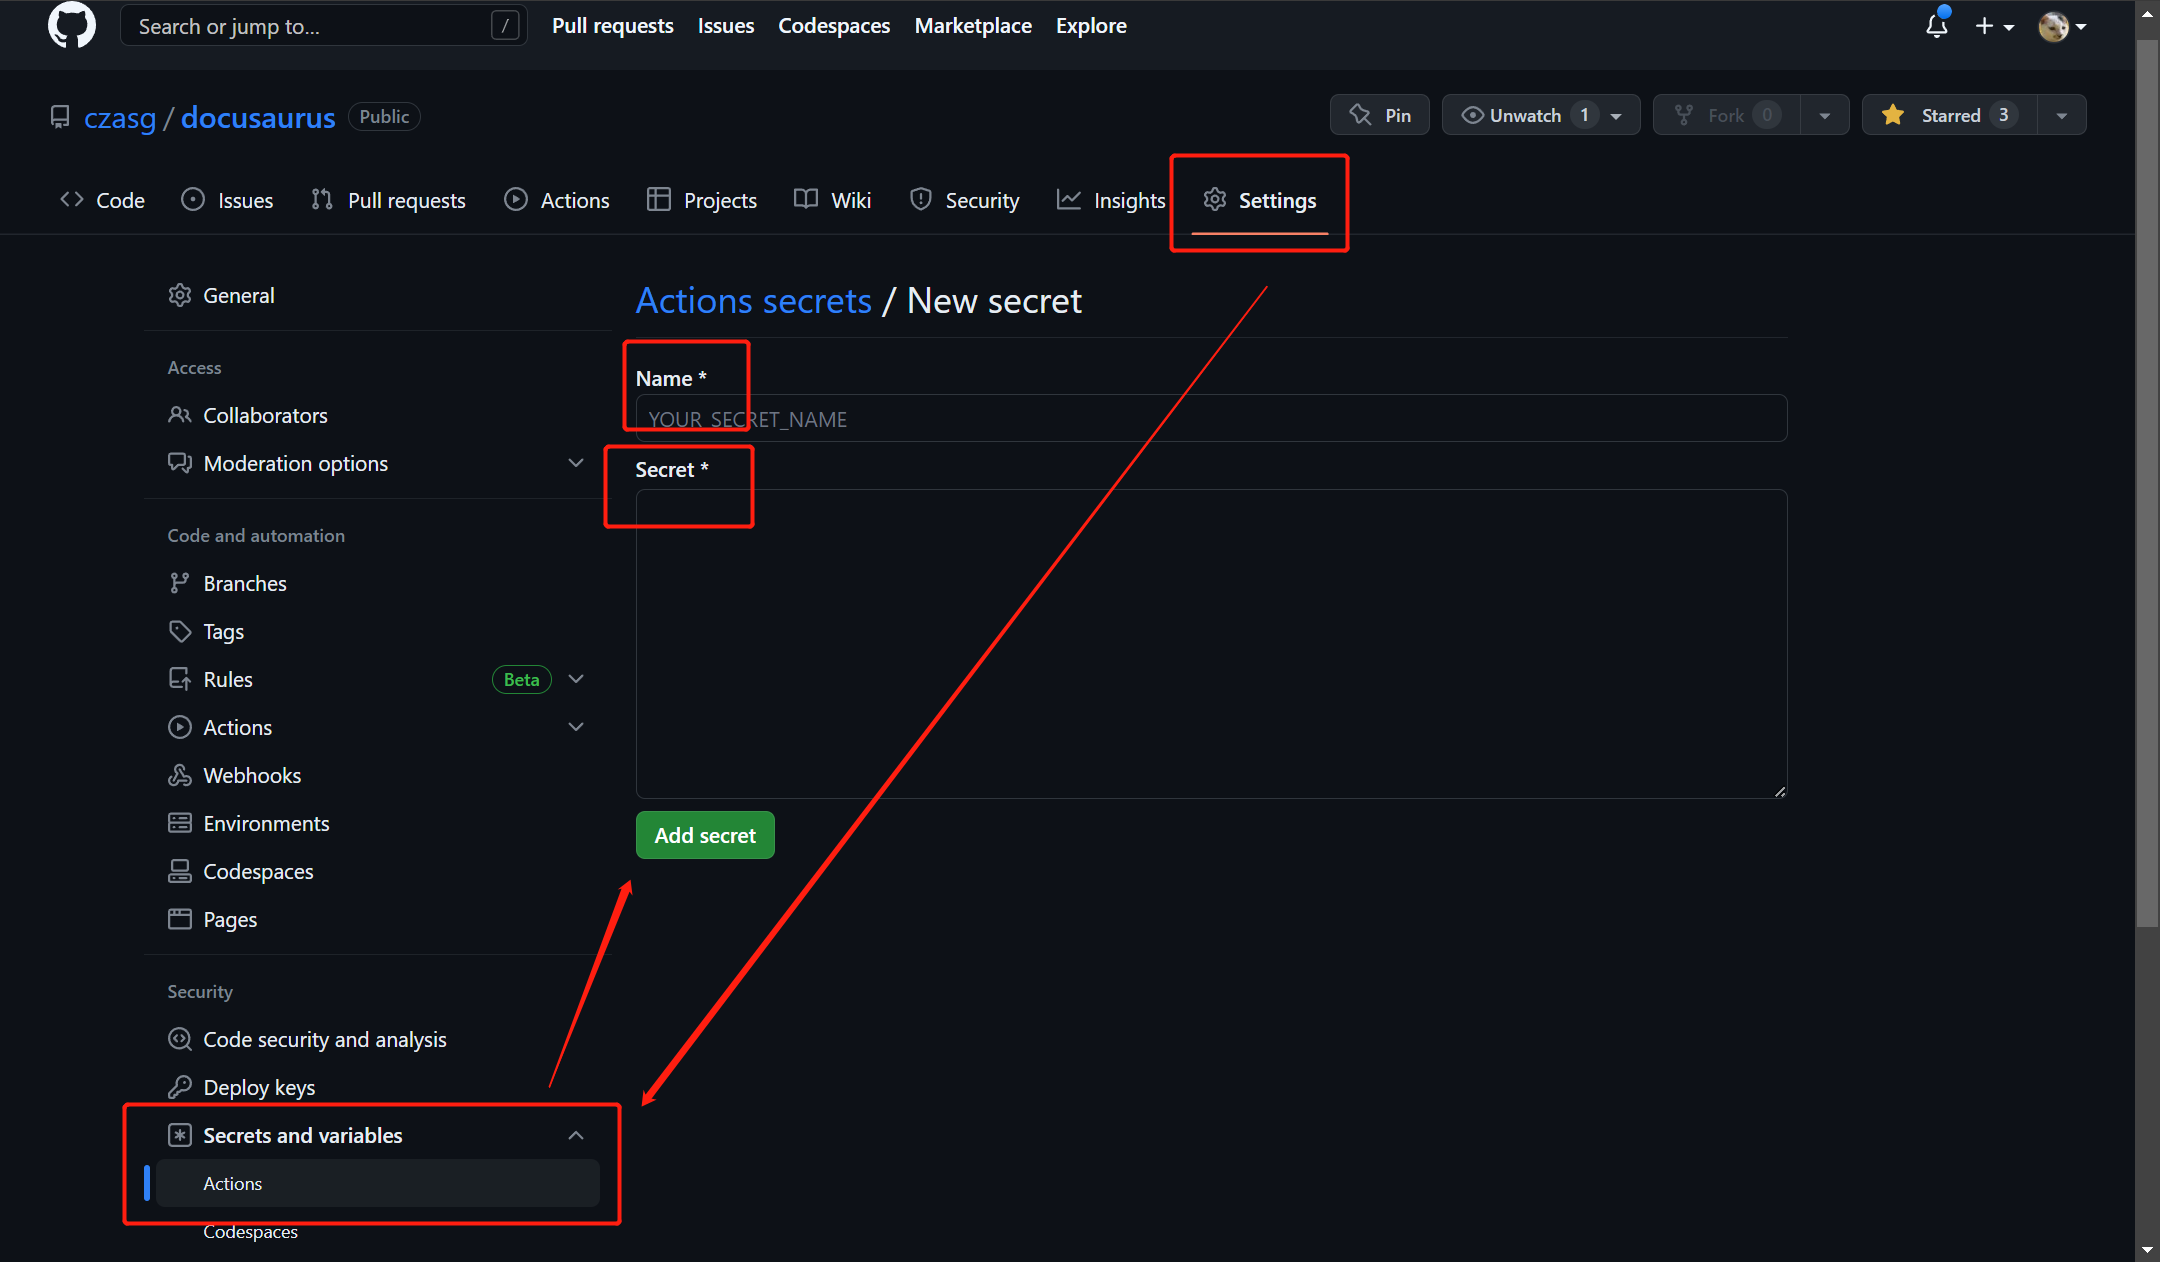 Search or jump to... / Pull requests Issues Codespaces Marketplace Explore
czasg / docusaurus Public Pin Unwatch 1 Fork 0 Starred 3
Code Issues Pull requests Actions Projects Wiki Security Insights Settings
General
Access
Collaborators
Moderation options
Code and automation
Branches
Tags
Rules Beta
Actions
Webhooks
Environments
Codespaces
Pages
Security
Code security and analysis
Deploy keys
Secrets and variables
Actions
Codespaces
Actions secrets / New secret
Name *
YOUR_SECRET_NAME
Secret *
Add secret